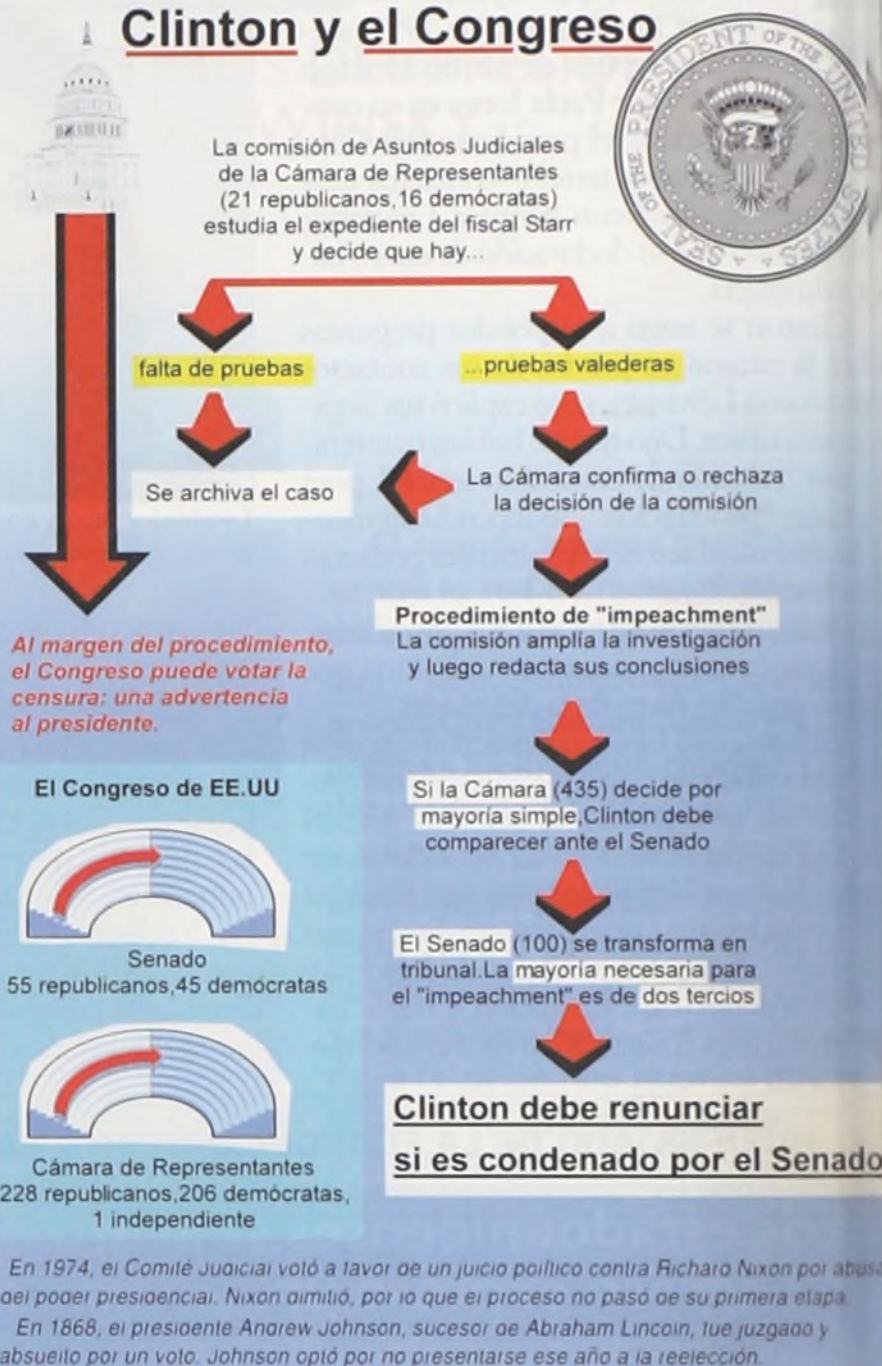 Clinton y el Congreso
SEAL OF THE PRESIDENT OF THE UNITED STATES
La comisión de Asuntos Judiciales
de la Cámara de Representantes
(21 republicanos,16 demócratas)
estudia el expediente del fiscal Starr
y decide que hay...
falta de pruebas
...pruebas valederas
Se archiva el caso
La Cámara confirma o rechaza
la decisión de la comisión
Procedimiento de "impeachment"
La comisión amplía la investigación
y luego redacta sus conclusiones
Al margen del procedimiento,
el Congreso puede votar la
censura: una advertencia
al presidente.
Si la Cámara (435) decide por
mayoría simple,Clinton debe
comparecer ante el Senado
El Senado (100) se transforma en
tribunal.La mayoría necesaria para
el "impeachment" es de dos tercios
Clinton debe renunciar
si es condenado por el Senado
El Congreso de EE.UU
Senado
55 republicanos,45 demócratas
Cámara de Representantes
228 republicanos,206 demócratas,
1 independiente
En 1974, el Comité Judicial votó a favor de un juicio político contra Richard Nixon por abuso
del poder presidencial. Nixon dimitió, por lo que el proceso no pasó de su primera etapa.
En 1868, el presidente Andrew Johnson, sucesor de Abraham Lincoln, fue juzgado y
absuelto por un voto. Johnson optó por no presentarse ese año a la reelección.